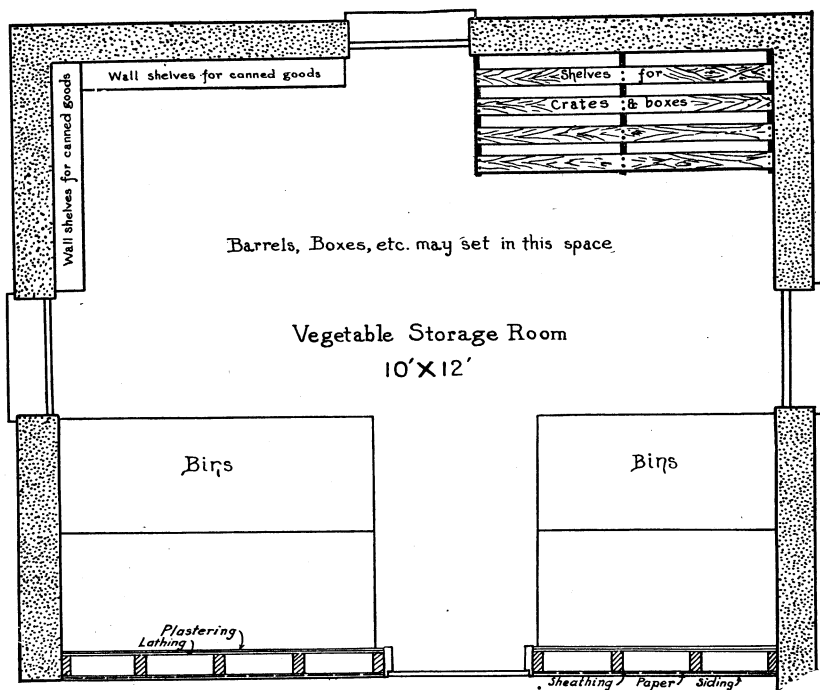 Wall shelves for canned goods
Wall shelves for canned goods
Shelves for
Crates & boxes
Barrels, Boxes, etc. may set in this space
Vegetable Storage Room
10' X 12'
Bins
Bins
Plastering
Lathing
Sheathing Paper Siding